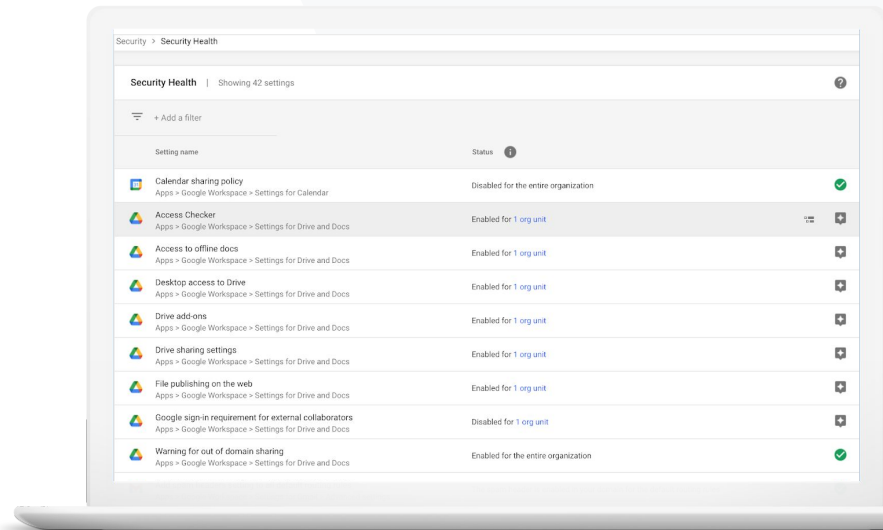 Security > Security Health
Security Health | Showing 42 settings
+ Add a filter
Setting name Status
Calendar sharing policy
Apps > Google Workspace > Settings for Calendar
Disabled for the entire organization
Access Checker
Apps > Google Workspace > Settings for Drive and Docs
Enabled for 1 org unit
Access to offline docs
Apps > Google Workspace > Settings for Drive and Docs
Enabled for 1 org unit
Desktop access to Drive
Apps > Google Workspace > Settings for Drive and Docs
Enabled for 1 org unit
Drive add-ons
Apps > Google Workspace > Settings for Drive and Docs
Enabled for 1 org unit
Drive sharing settings
Apps > Google Workspace > Settings for Drive and Docs
Enabled for 1 org unit
File publishing on the web
Apps > Google Workspace > Settings for Drive and Docs
Enabled for 1 org unit
Google sign-in requirement for external collaborators
Apps > Google Workspace > Settings for Drive and Docs
Disabled for 1 org unit
Warning for out of domain sharing
Apps > Google Workspace > Settings for Drive and Docs
Enabled for the entire organization